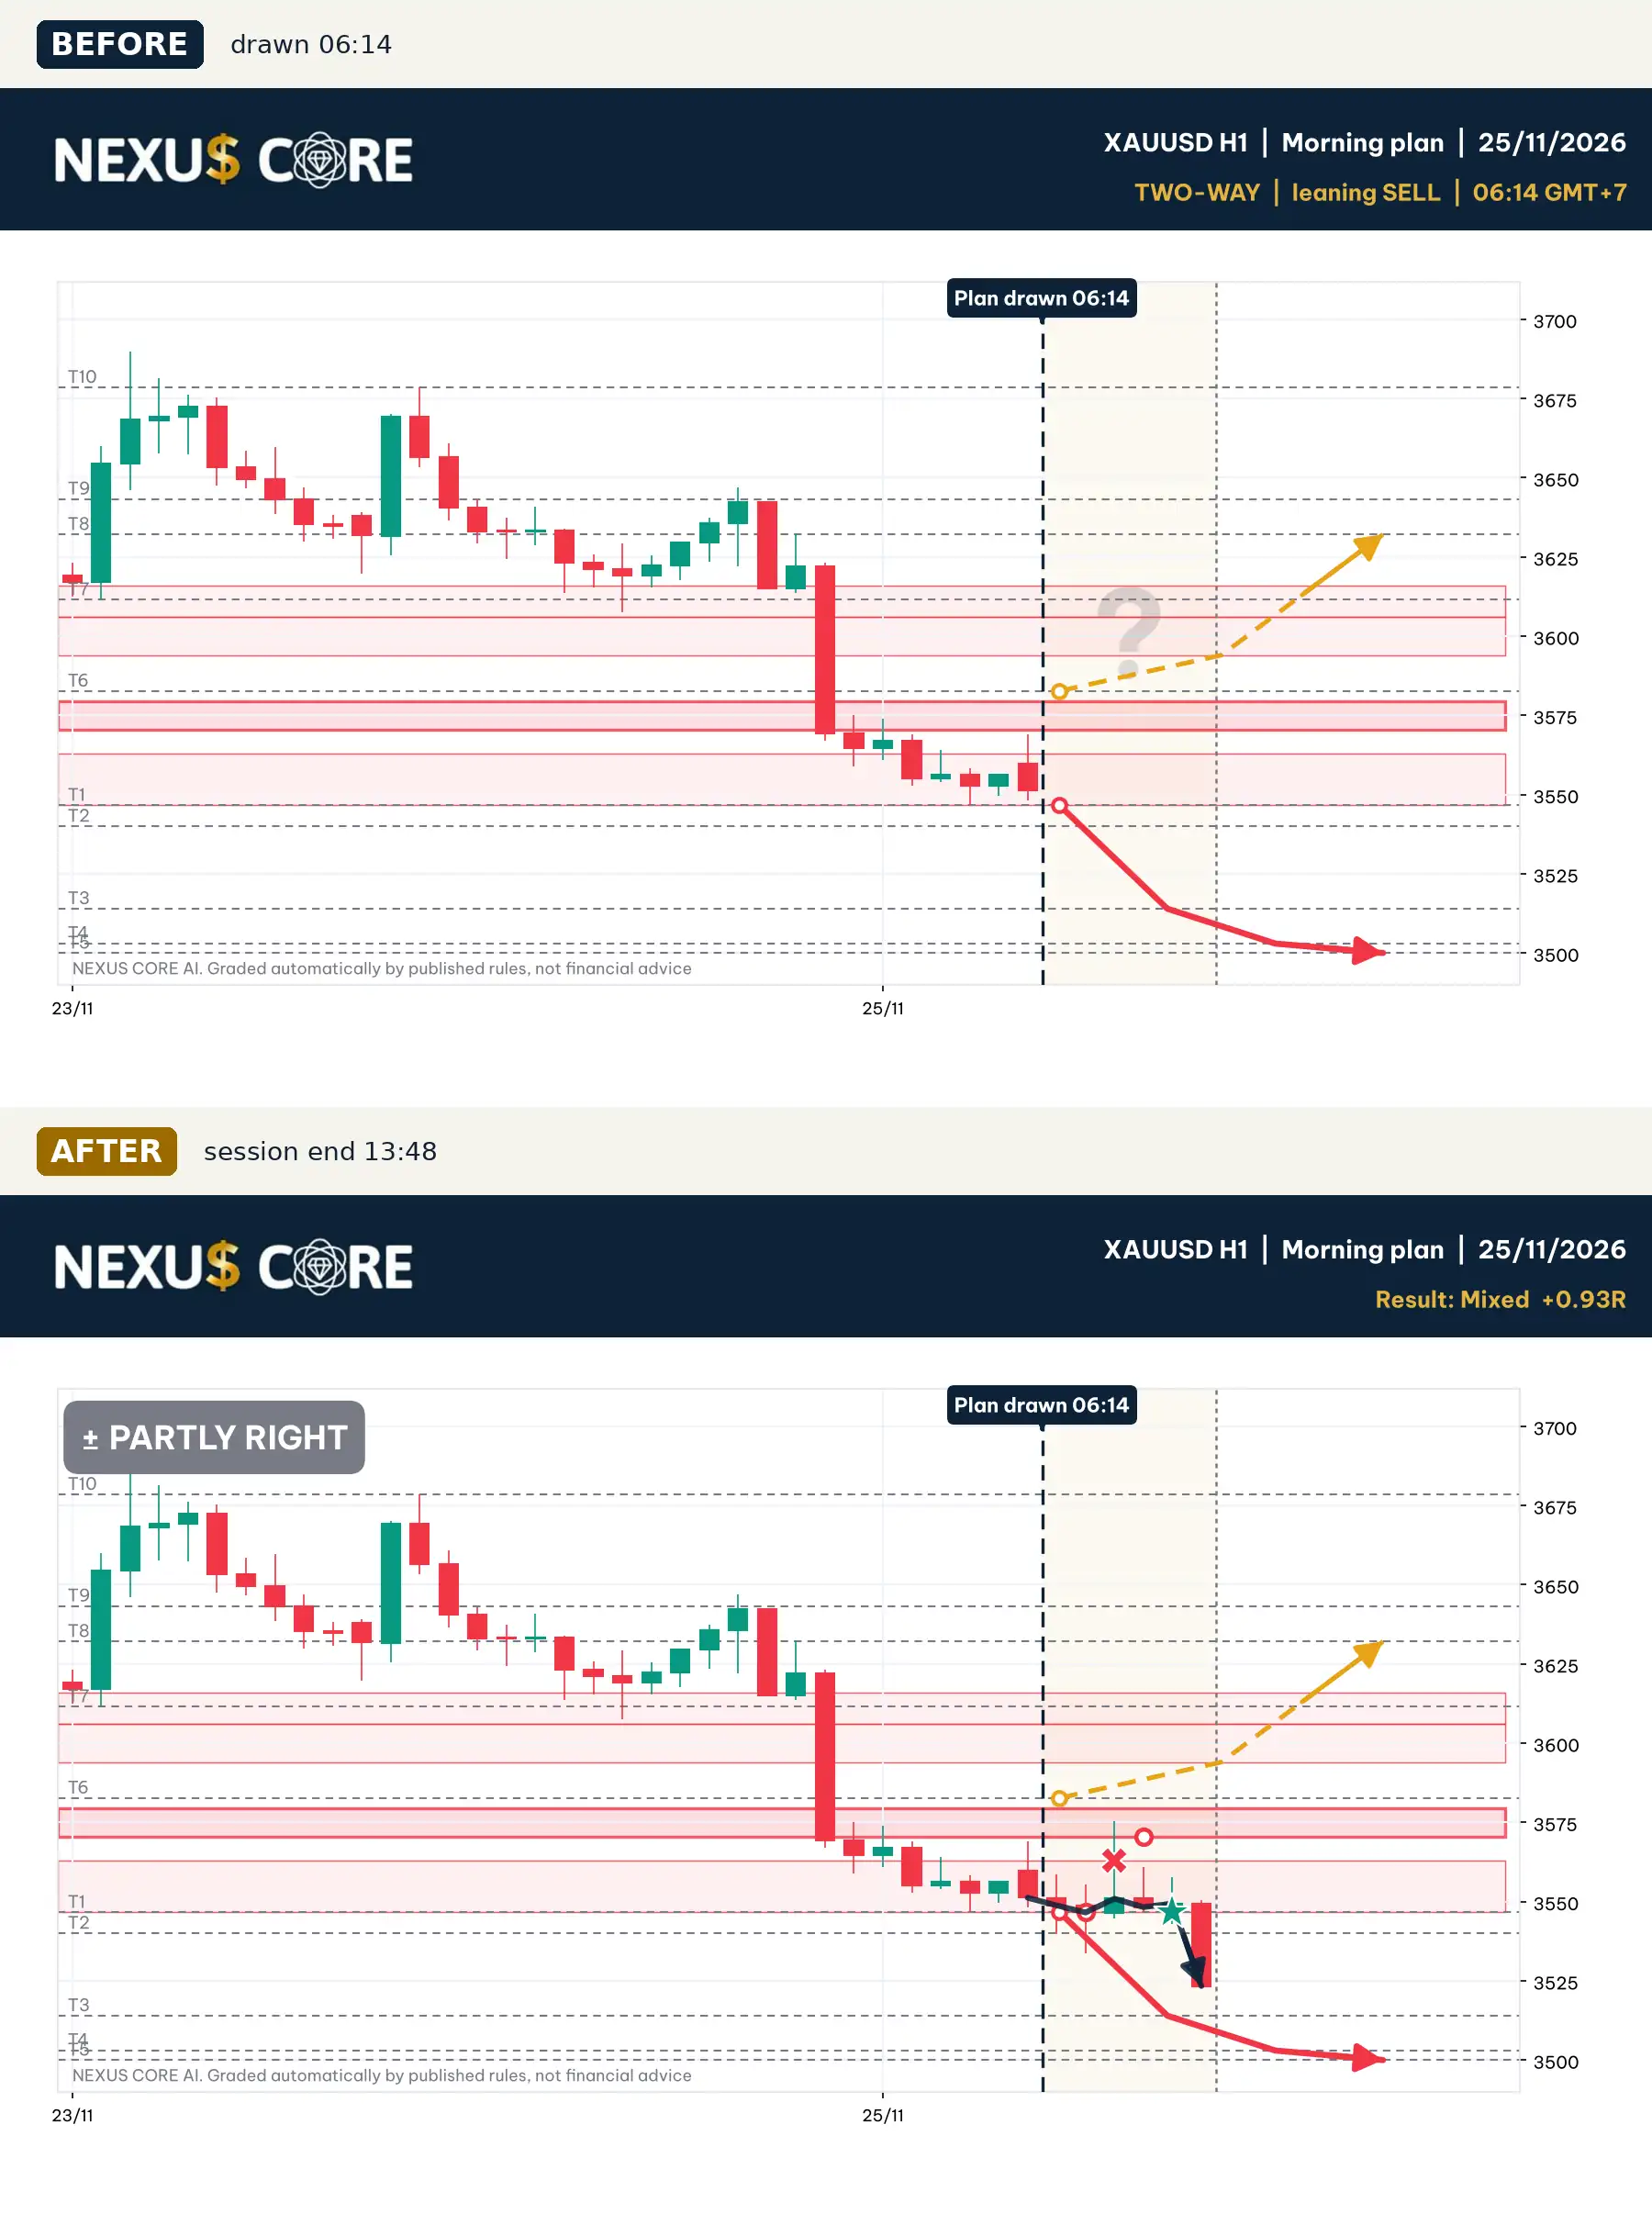 BEFORE drawn 06:14
NEXU$ CORE
XAUUSD H1 | Morning plan | 25/11/2026
TWO-WAY | leaning SELL | 06:14 GMT+7
Plan drawn 06:14
3700
T10
3675
T9
3650
T8
3625
T7
?
3600
T6
3575
T1
3550
T2
3525
T3
T4
T5
3500
NEXUS CORE AI. Graded automatically by published rules, not financial advice
23/11
25/11
AFTER session end 13:48
NEXU$ CORE
XAUUSD H1 | Morning plan | 25/11/2026
Result: Mixed +0.93R
Plan drawn 06:14
± PARTLY RIGHT
3700
T10
3675
T9
3650
T8
3625
T7
3600
T6
3575
T1
3550
T2
3525
T3
T4
T5
3500
NEXUS CORE AI. Graded automatically by published rules, not financial advice
23/11
25/11